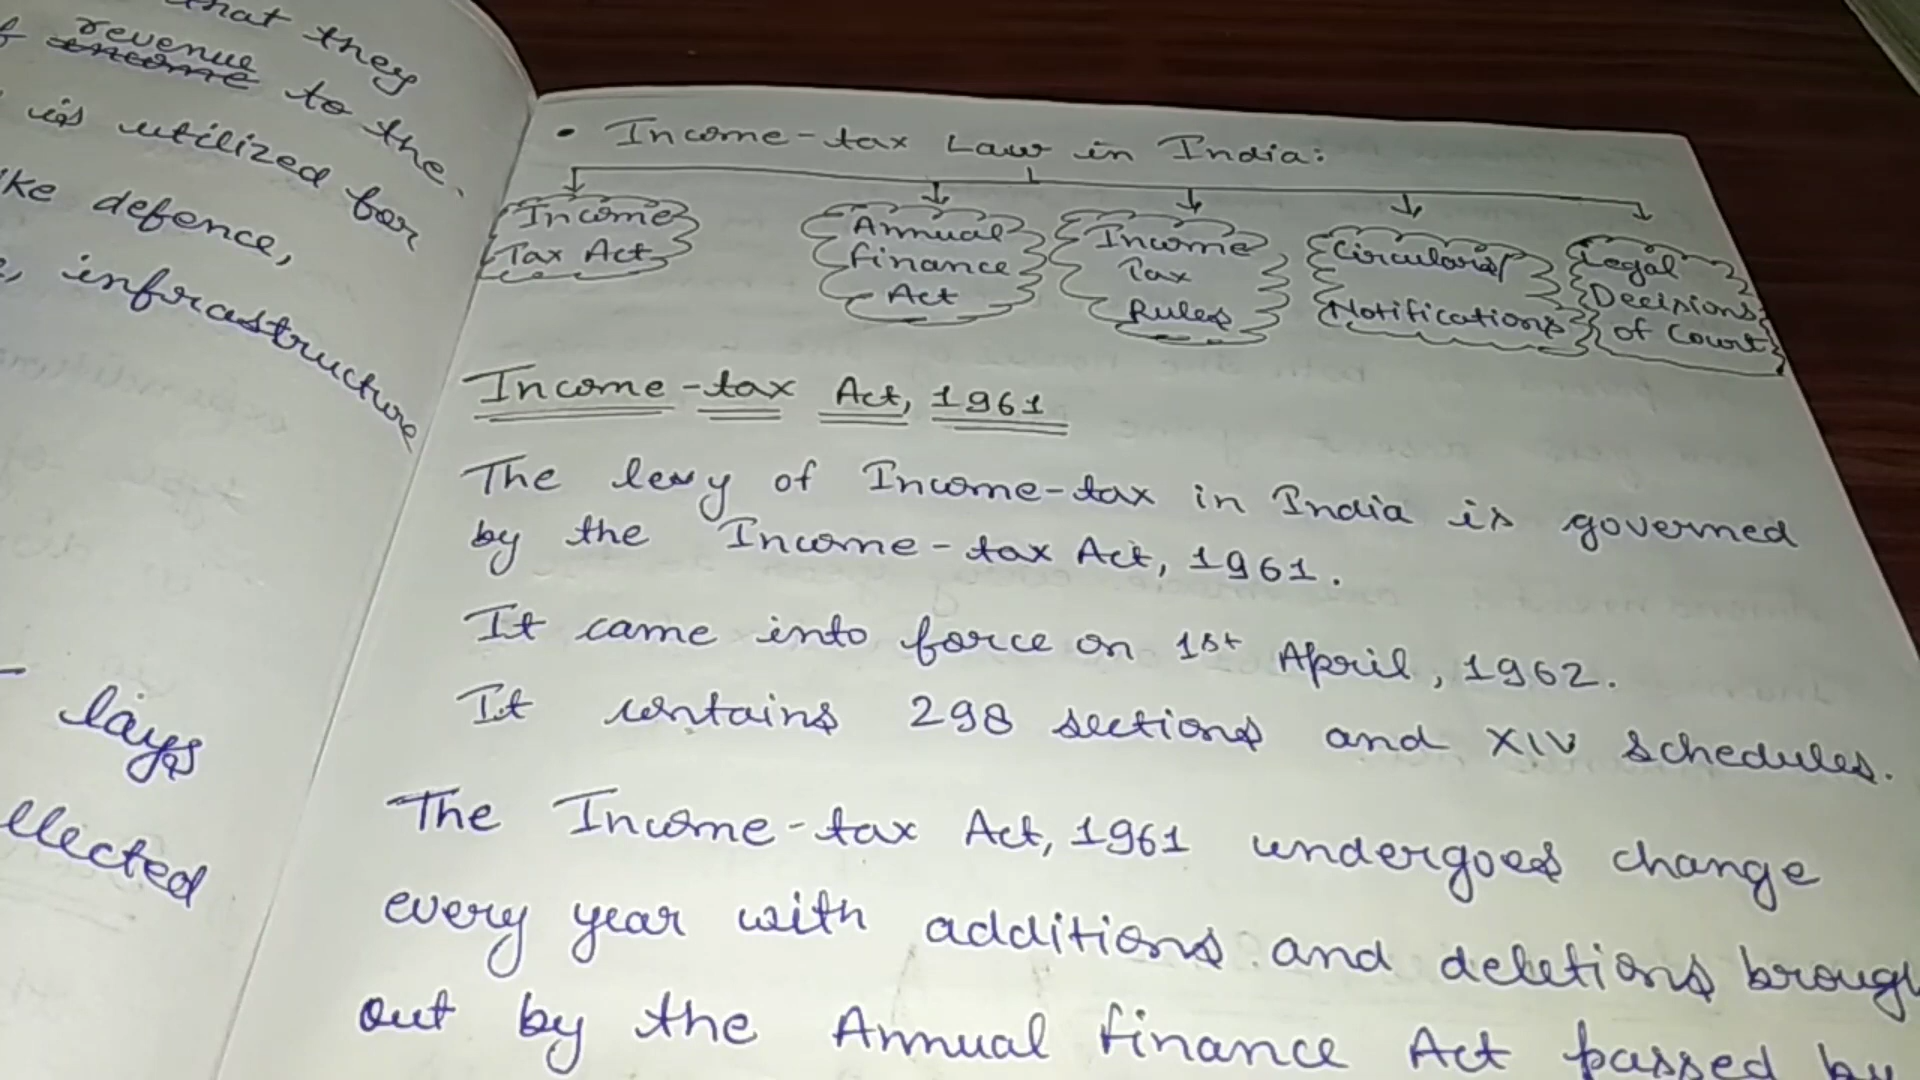 that they
revenue
income to the
is utilized for
like defence,
infrastructure
lays
llected
• Income-tax Law in India:
Income
Tax Act
Annual
finance
Act
Income
Tax
Rules
Circulars/
Notifications
Legal
Decisions
of Court
Income-tax Act, 1961
The levy of Income-tax in India is governed
by the Income-tax Act, 1961.
It came into force on 1st April, 1962.
It contains 298 sections and XIV schedules.
The Income-tax Act, 1961 undergoes change
every year with additions and deletions brough
out by the Annual finance Act passed by